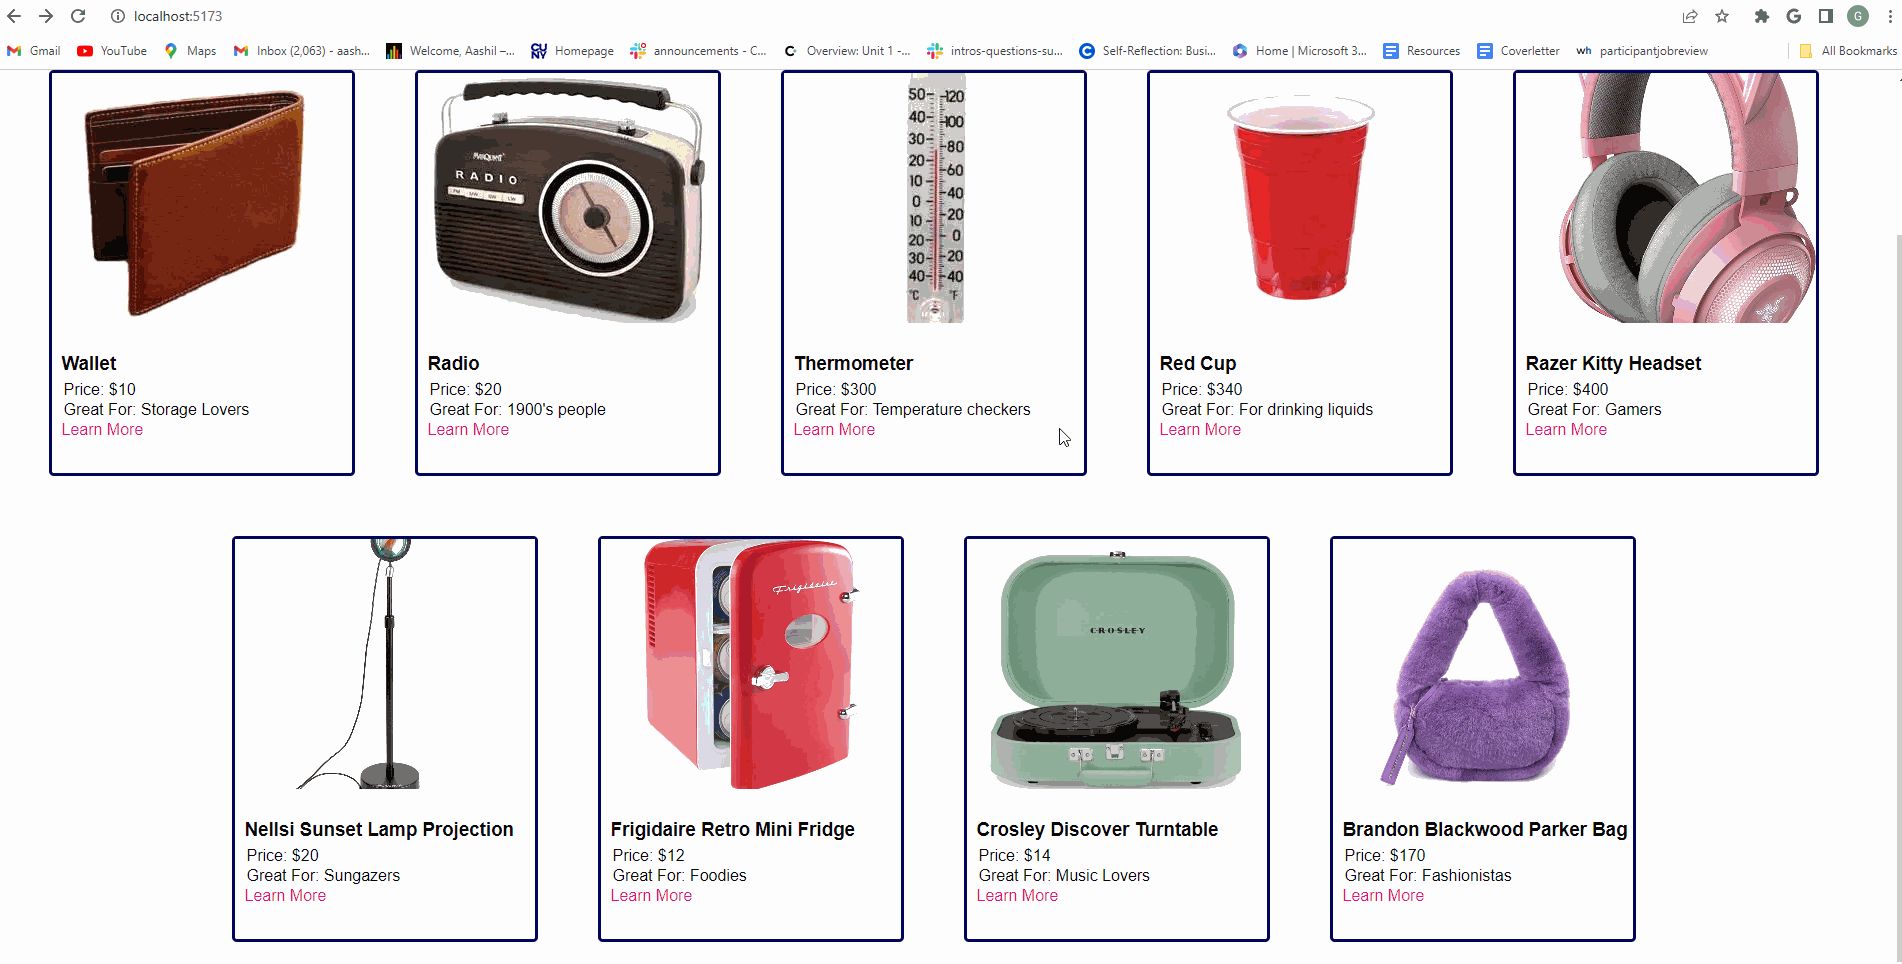 localhost:5173
G
Gmail
YouTube
Maps
Inbox (2,063) - aash...
Welcome, Aashil –...
CU
NY
Homepage
announcements - C...
Overview: Unit 1 -...
intros-questions-su...
Self-Reflection: Busi...
Home | Microsoft 3...
Resources
Coverletter
wh
participantjobreview
All Bookmarks
RADIO
50 120
40 100
30 80
20 60
10 40
0 20
10 0
20 20
30 40
40
°C °F
Wallet
Price: $10
Great For: Storage Lovers
Learn More
Radio
Price: $20
Great For: 1900's people
Learn More
Thermometer
Price: $300
Great For: Temperature checkers
Learn More
Red Cup
Price: $340
Great For: For drinking liquids
Learn More
Razer Kitty Headset
Price: $400
Great For: Gamers
Learn More
Frigidaire
CROSLEY
Nellsi Sunset Lamp Projection
Price: $20
Great For: Sungazers
Learn More
Frigidaire Retro Mini Fridge
Price: $12
Great For: Foodies
Learn More
Crosley Discover Turntable
Price: $14
Great For: Music Lovers
Learn More
Brandon Blackwood Parker Bag
Price: $170
Great For: Fashionistas
Learn More